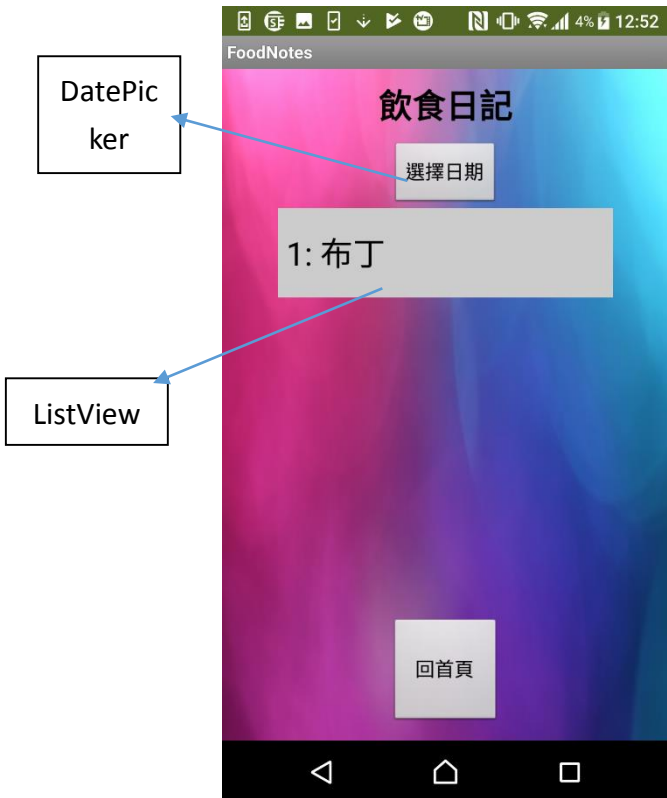 4% 12:52
FoodNotes
DatePic
ker
飲食日記
選擇日期
1: 布丁
ListView
回首頁